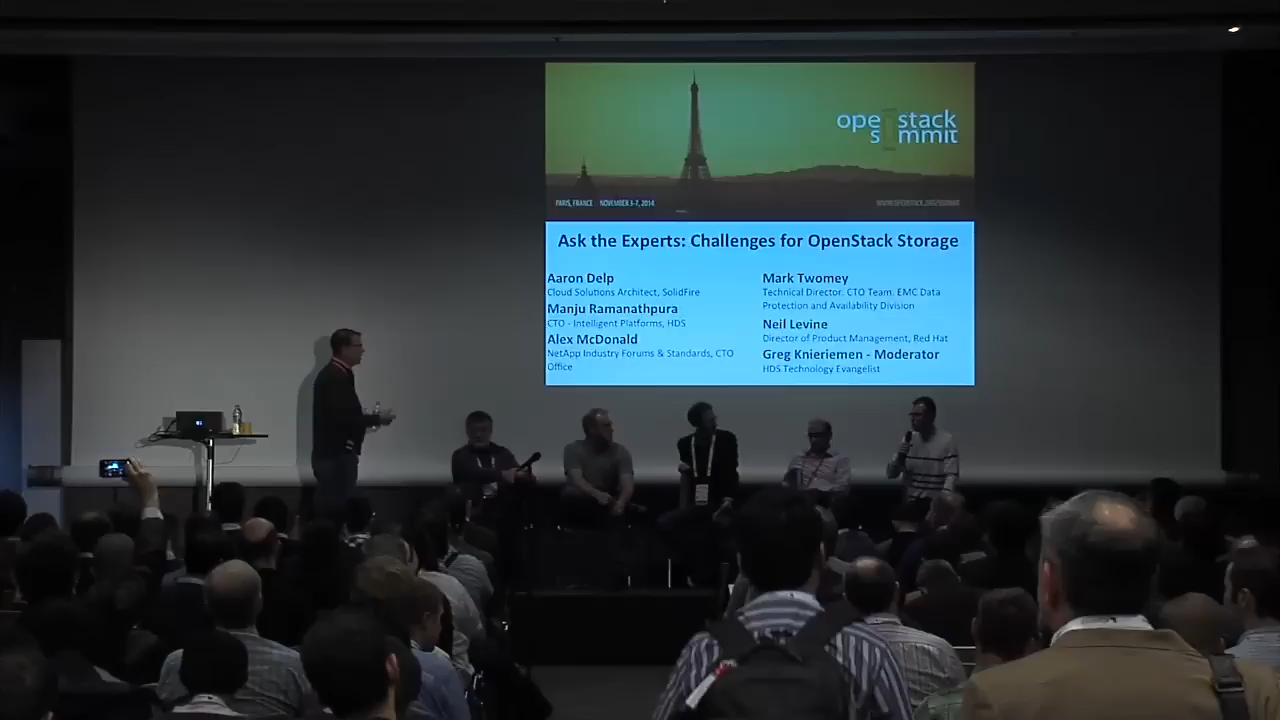 openstack
summit
PARIS, FRANCE NOVEMBER 3-7, 2014
Ask the Experts: Challenges for OpenStack Storage
Aaron Delp
Cloud Solutions Architect, SolidFire
Manju Ramanathpura
CTO - Intelligent Platforms, HDS
Alex McDonald
NetApp Industry Forums & Standards, CTO
Office
Mark Twomey
Technical Director. CTO Team. EMC Data
Protection and Availability Division
Neil Levine
Director of Product Management, Red Hat
Greg Knieriemen - Moderator
HDS Technology Evangelist